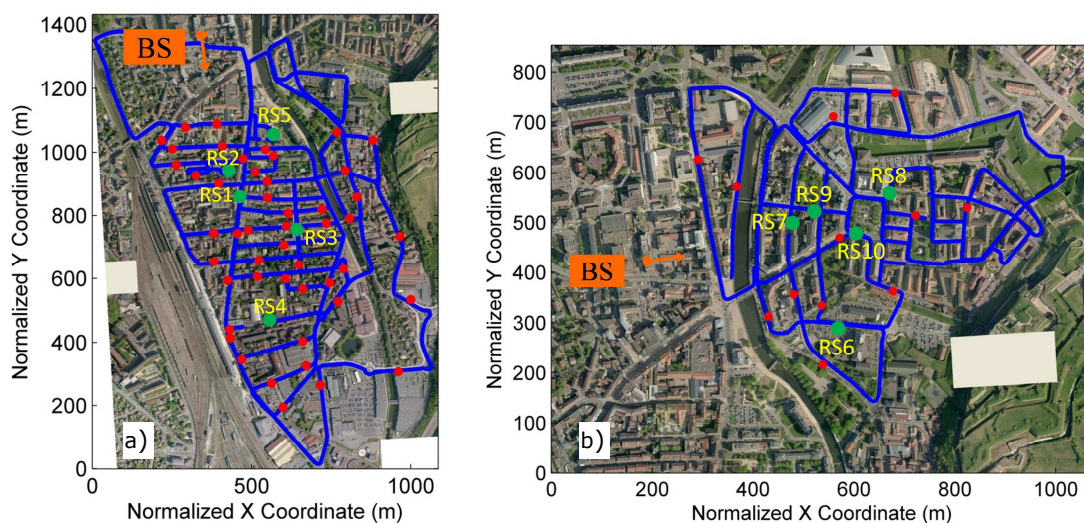 1400
1200
1000
800
600
400
200
0
Normalized Y Coordinate (m)
BS
RS5
RS2
RS1
RS3
RS4
a)
0
500
1000
Normalized X Coordinate (m)
800
700
600
500
400
300
200
100
0
Normalized Y Coordinate (m)
BS
RS8
RS9
RS7
RS10
RS6
b)
0
200
400
600
800
1000
Normalized X Coordinate (m)